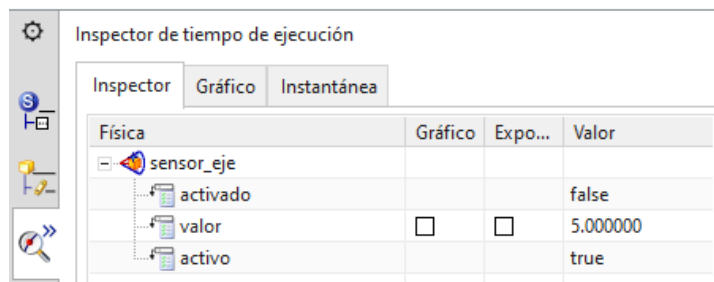 Inspector de tiempo de ejecución
Inspector Gráfico Instantánea
Física Gráfico Expo... Valor
sensor_eje
activado false
valor 5.000000
activo true
S